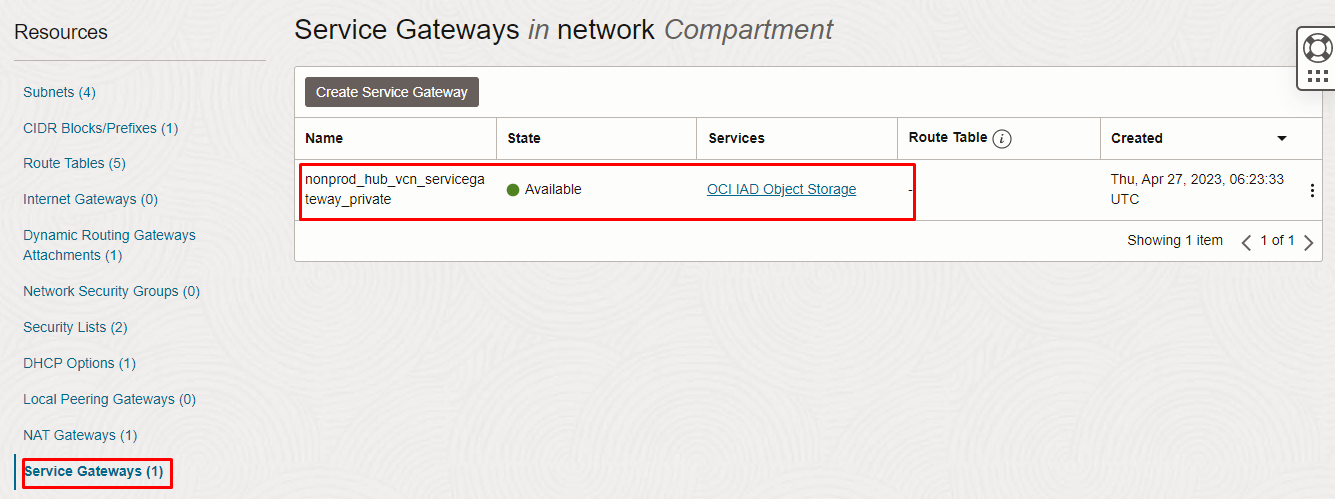 Resources
Subnets (4)
CIDR Blocks/Prefixes (1)
Route Tables (5)
Internet Gateways (0)
Dynamic Routing Gateways
Attachments (1)
Network Security Groups (0)
Security Lists (2)
DHCP Options (1)
Local Peering Gateways (0)
NAT Gateways (1)
Service Gateways (1)
Service Gateways in network Compartment
Create Service Gateway
Name State Services Route Table i Created
nonprod_hub_vcn_servicega
teway_private
Available
OCI IAD Object Storage
-
Thu, Apr 27, 2023, 06:23:33
UTC
Showing 1 item 1 of 1